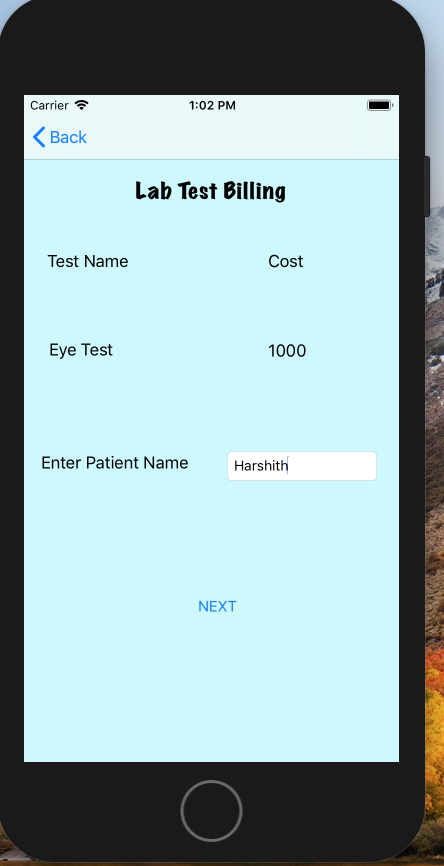 Carrier 1:02 PM
Back
Lab Test Billing
Test Name Cost
Eye Test 1000
Enter Patient Name Harshith
NEXT